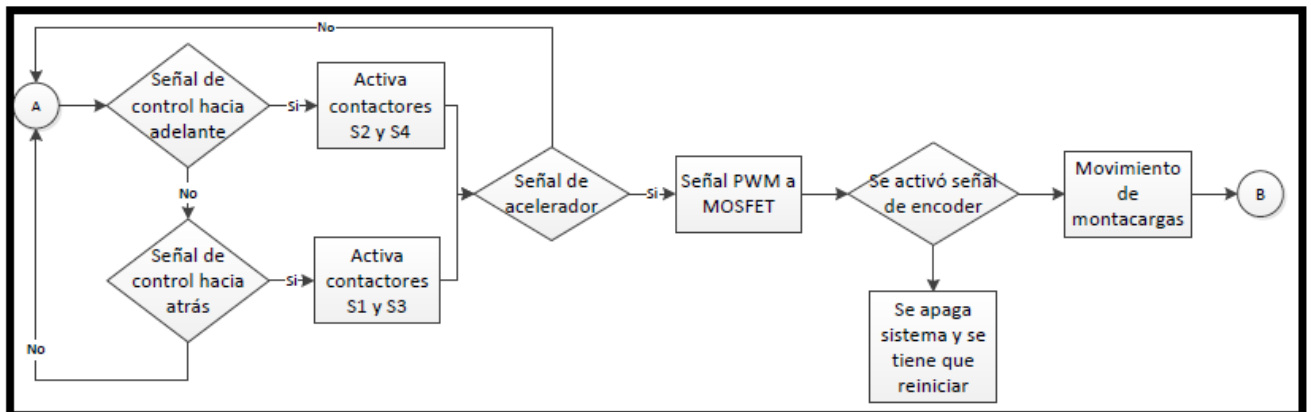 No
A
Señal de
control hacia
adelante
Si
Activa
contactores
S2 y S4
No
Señal de
control hacia
atrás
Si
Activa
contactores
S1 y S3
No
Señal de
acelerador
Si
Señal PWM a
MOSFET
Se activó señal
de encoder
Se apaga
sistema y se
tiene que
reiniciar
Movimiento
de
montacargas
B